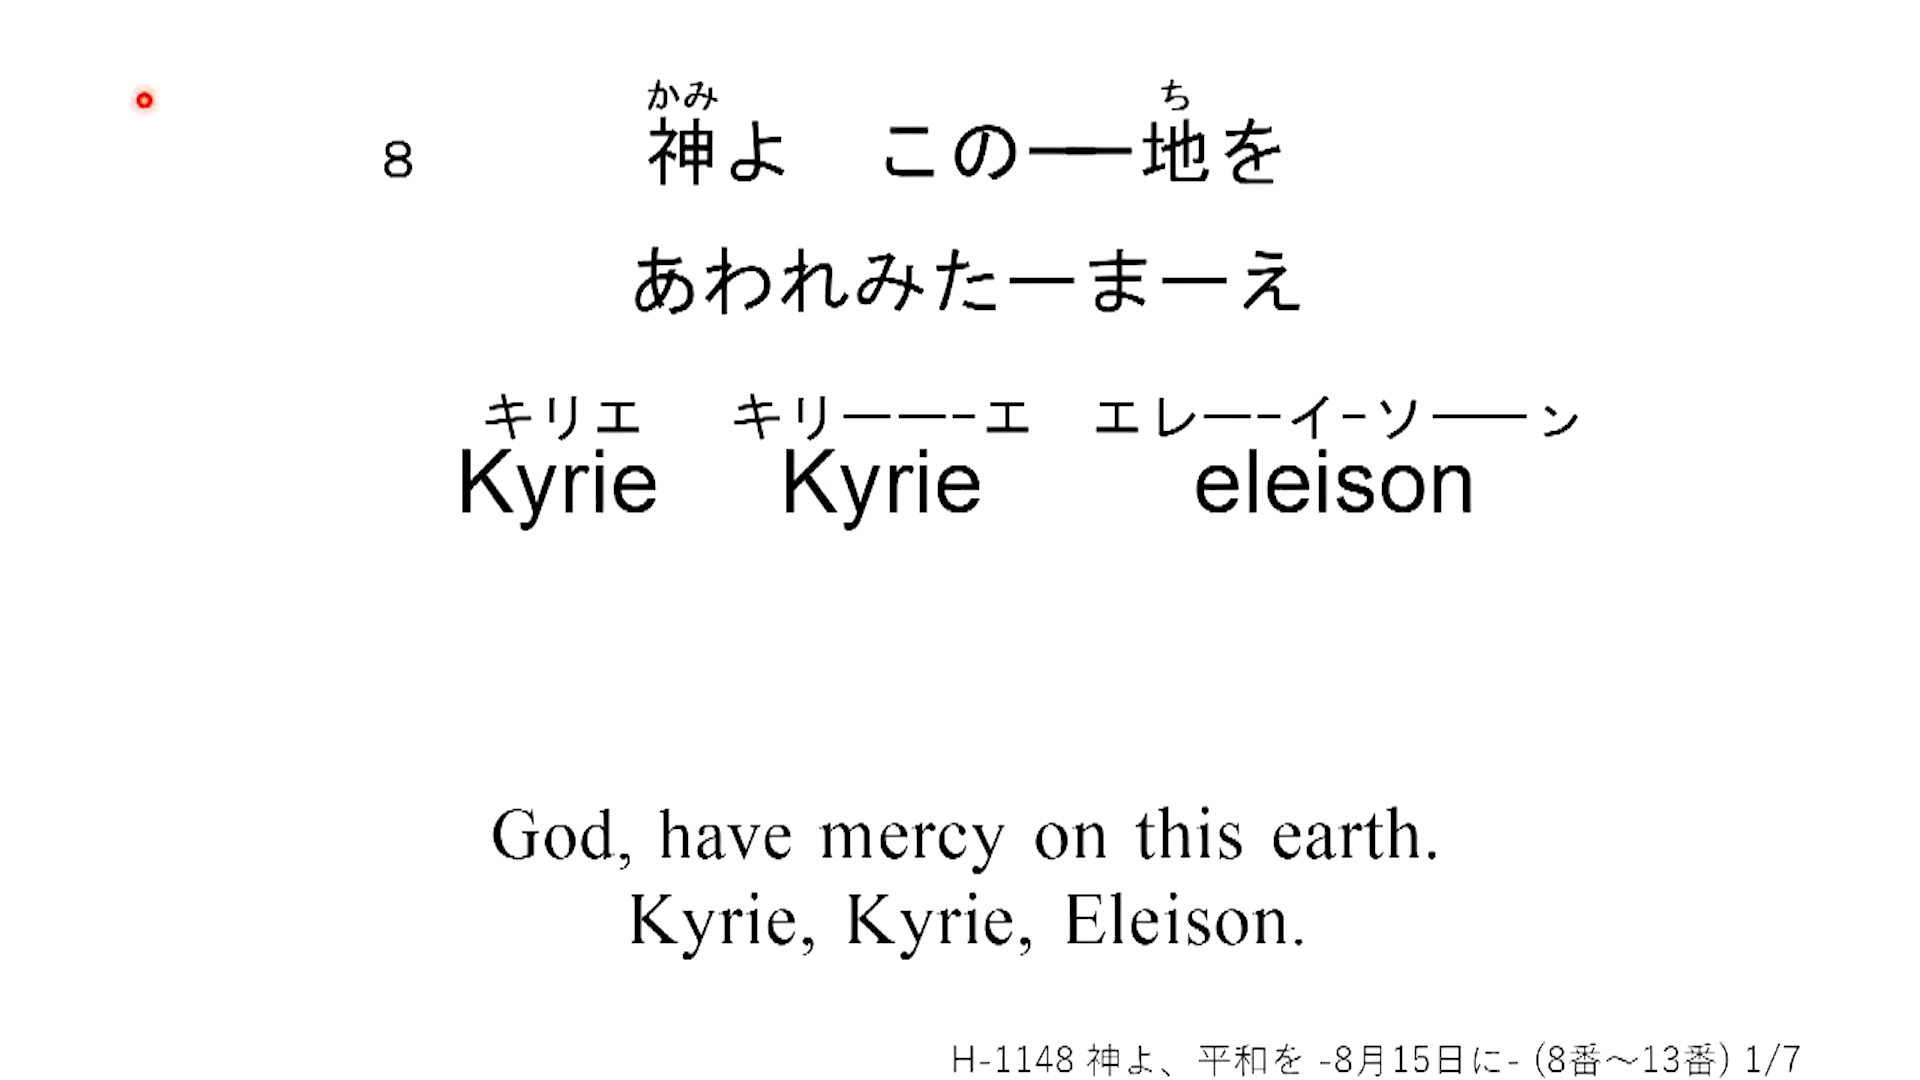 かみ ち
8 神よ この━━地を
あわれみたーまーえ
キリエ キリ——-エ エレ—-イ-ソ——ン
Kyrie Kyrie eleison
God, have mercy on this earth.
Kyrie, Kyrie, Eleison.
H-1148 神よ、平和を -8月15日に- (8番～13番) 1/7